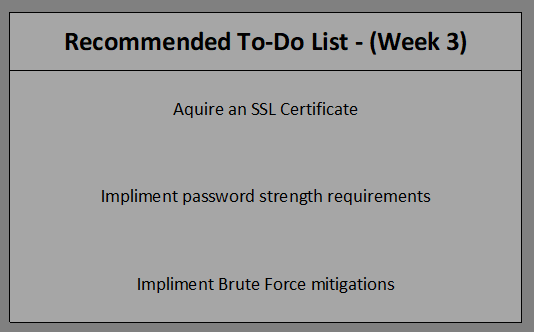 Recommended To-Do List - (Week 3)
Aquire an SSL Certificate
Impliment password strength requirements
Impliment Brute Force mitigations